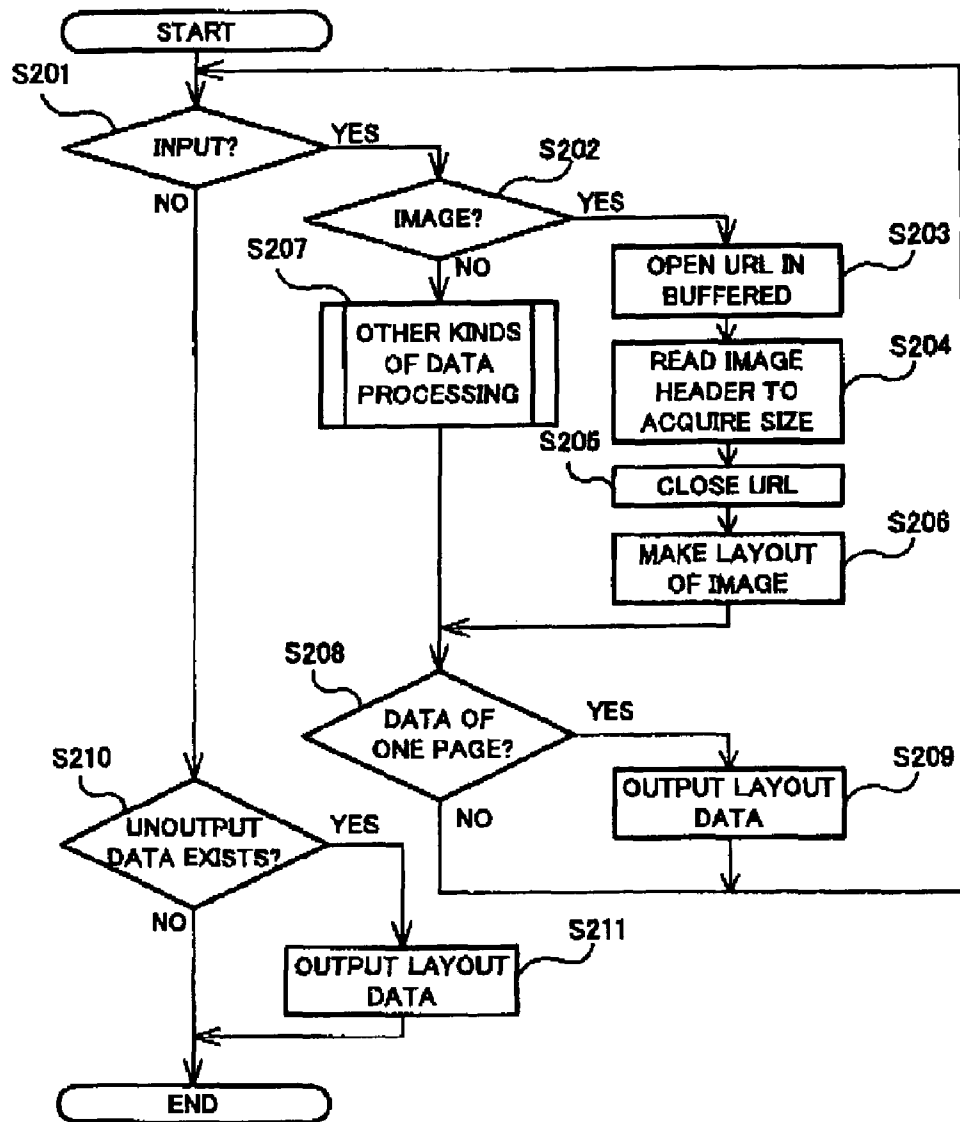 START
S201
INPUT?
YES
NO
S202
IMAGE?
YES
NO
S203
OPEN URL IN
BUFFERED
S207
OTHER KINDS
OF DATA
PROCESSING
S204
READ IMAGE
HEADER TO
ACQUIRE SIZE
S205
CLOSE URL
S206
MAKE LAYOUT
OF IMAGE
S208
DATA OF
ONE PAGE?
YES
NO
S209
OUTPUT LAYOUT
DATA
S210
UNOUTPUT
DATA EXISTS?
YES
NO
S211
OUTPUT LAYOUT
DATA
END